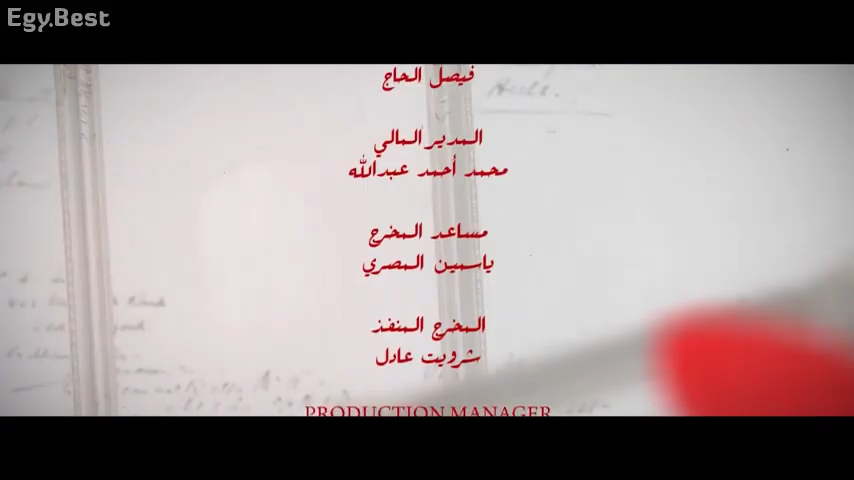 Egy.Best
فيصل الحاج
المدير المالي
محمد أحمد عبدالله
مساعد المخرج
ياسمين المصري
المخرج المنفذ
شرويت عادل
PRODUCTION MANAGER